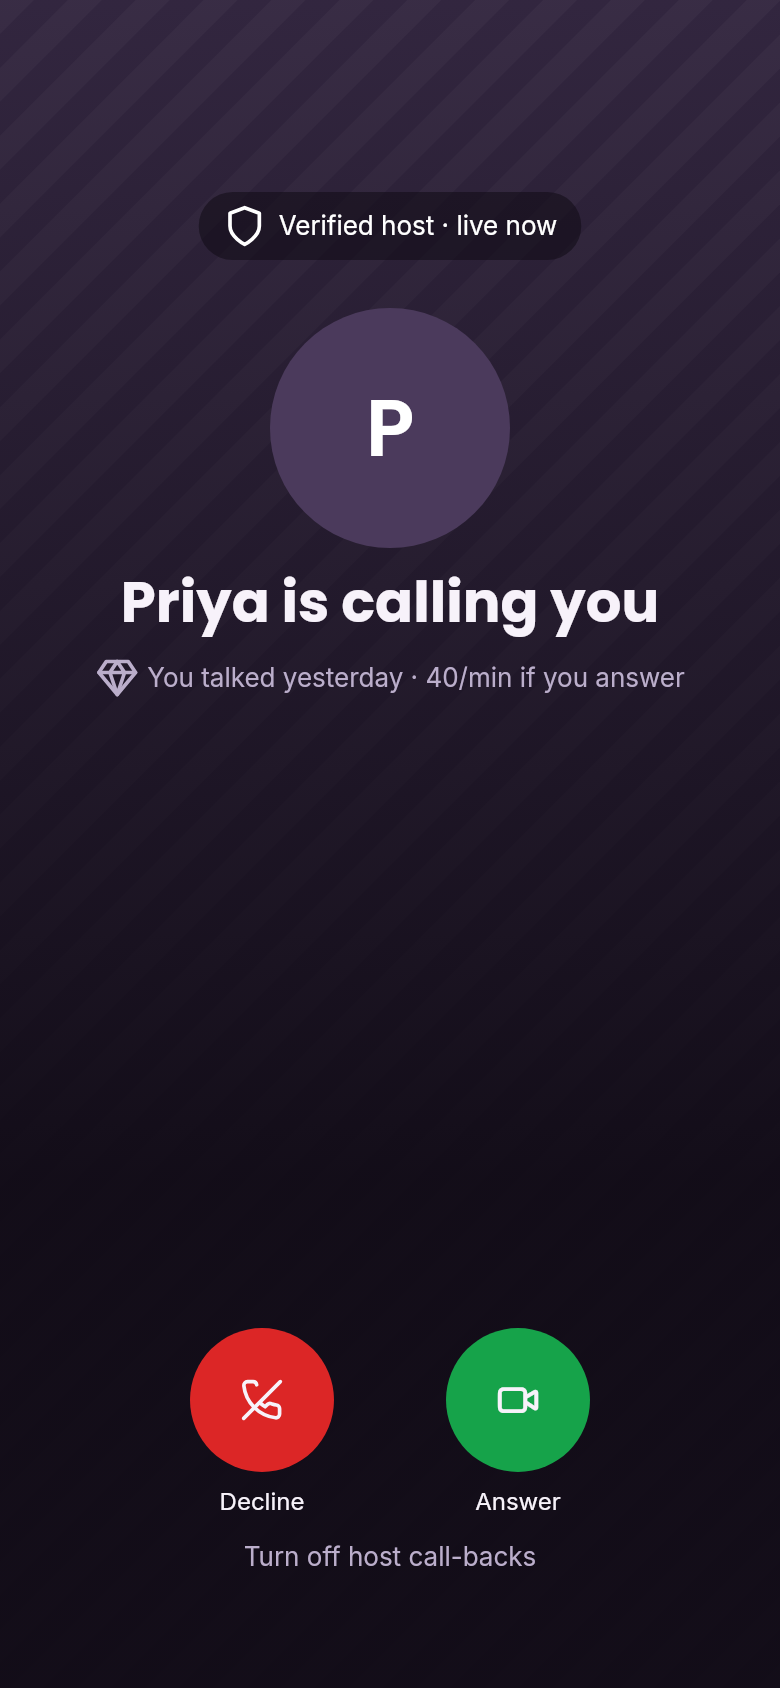 Verified host · live now
P
Priya is calling you
You talked yesterday · 40/min if you answer
Decline
Answer
Turn off host call-backs